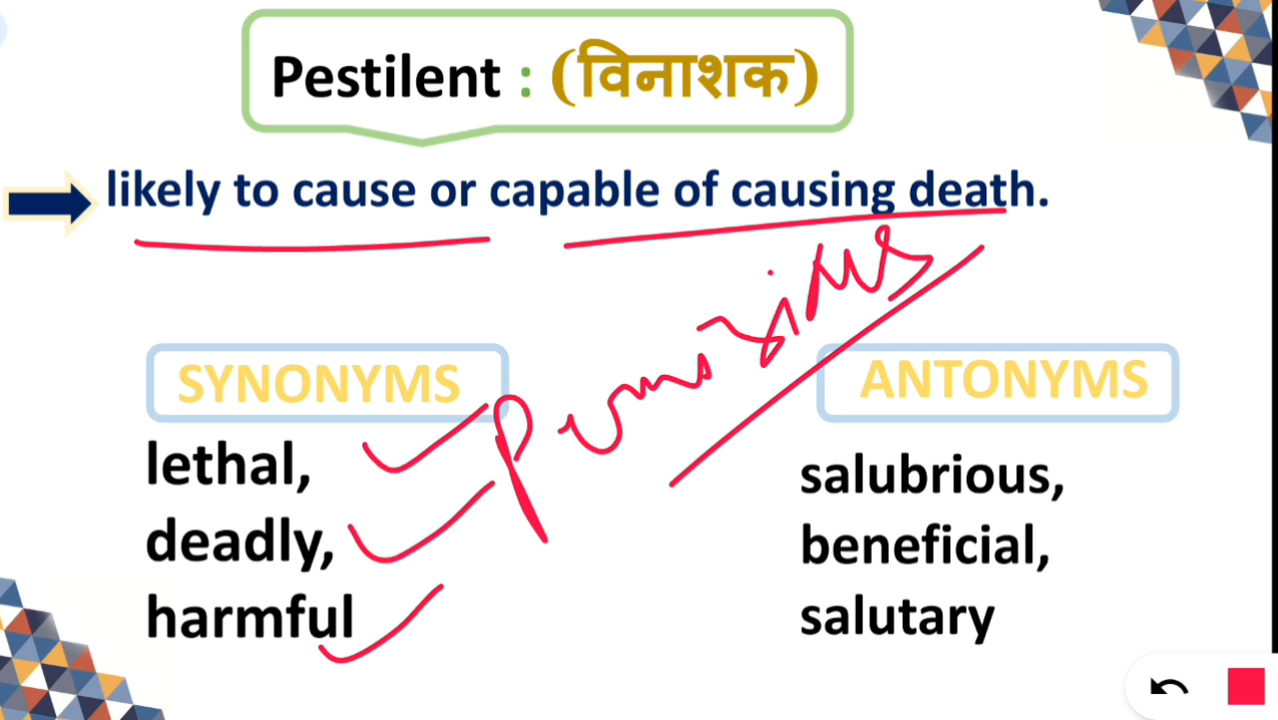 Pestilent : (विनाशक)
likely to cause or capable of causing death.
SYNONYMS
lethal,
deadly,
harmful
ANTONYMS
salubrious,
beneficial,
salutary